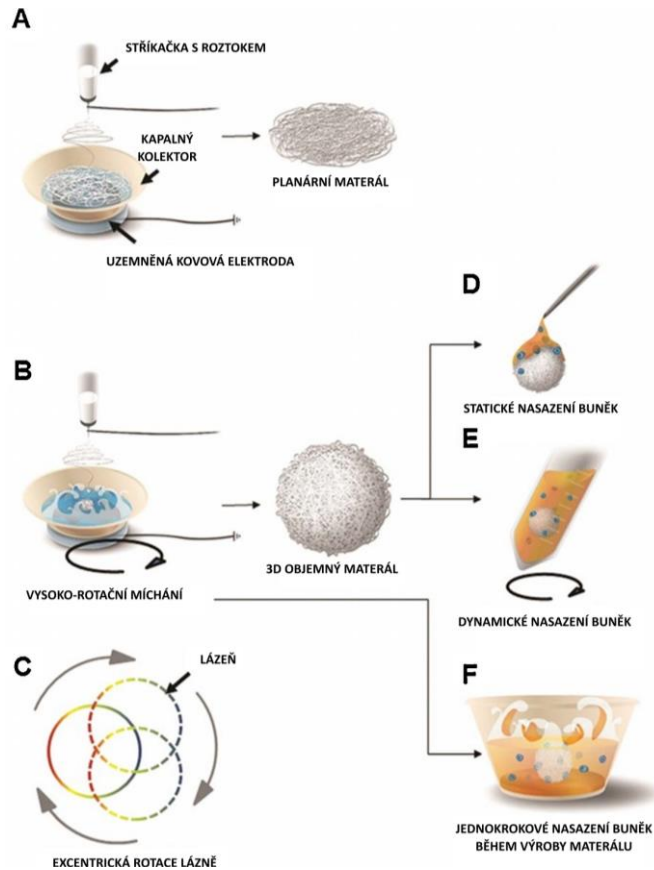 A
STŘÍKAČKA S ROZTOKEM
KAPALNÝ
KOLEKTOR
PLANÁRNÍ MATERÁL
UZEMNĚNÁ KOVOVÁ ELEKTRODA
D
STATICKÉ NASAZENÍ BUNĚK
B
E
3D OBJEMNÝ MATERÁL
VYSOKO-ROTAČNÍ MÍCHÁNÍ
DYNAMICKÉ NASAZENÍ BUNĚK
C
LÁZEŇ
F
EXCENTRICKÁ ROTACE LÁZNĚ
JEDNOKROKOVÉ NASAZENÍ BUNĚK
BĚHEM VÝROBY MATERÁLU